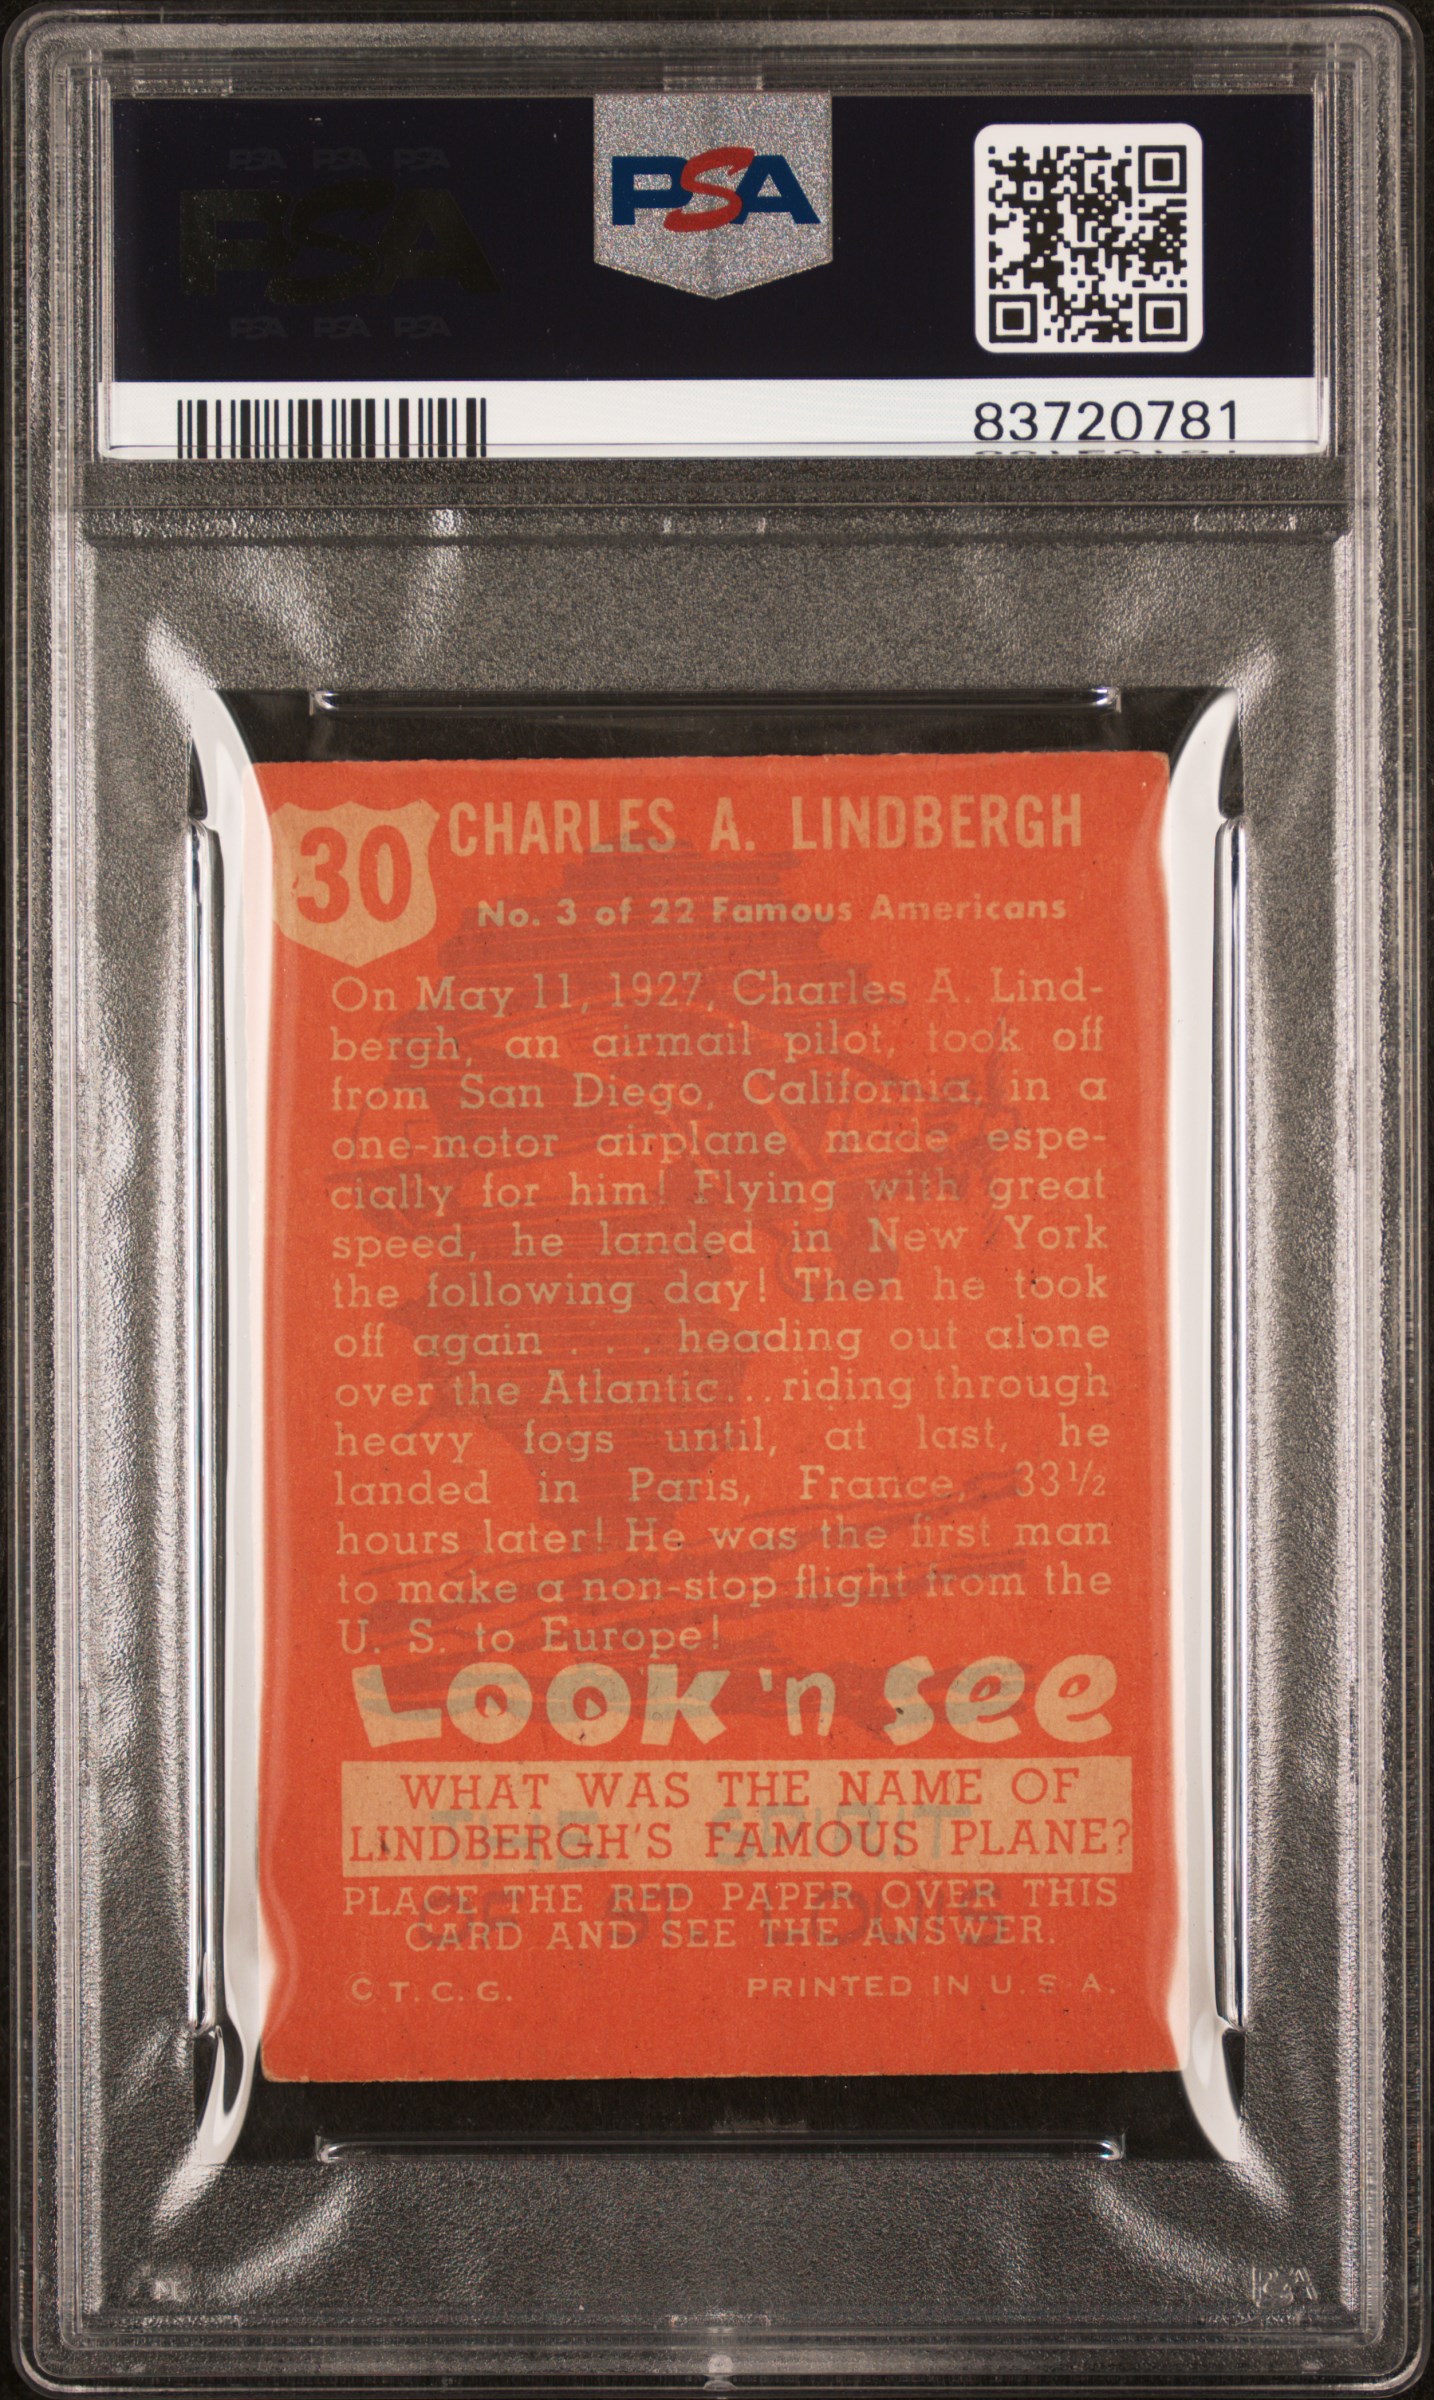 PSA PSA PSA
PSA
PSA PSA PSA
PSA
83720781
30
CHARLES A. LINDBERGH
No. 3 of 22 Famous Americans
On May 11, 1927, Charles A. Lind-
bergh, an airmail pilot, took off
from San Diego, California, in a
one-motor airplane made espe-
cially for him! Flying with great
speed, he landed in New York
the following day! Then he took
off again . . . heading out alone
over the Atlantic...riding through
heavy fogs until, at last, he
landed in Paris, France, 33½
hours later! He was the first man
to make a non-stop flight from the
U. S. to Europe!
LOOK 'n See
WHAT WAS THE NAME OF
LINDBERGH'S FAMOUS PLANE?
THE SPIRIT
PLACE THE RED PAPER OVER THIS
OF ST. LOUIS
CARD AND SEE THE ANSWER.
© T. C. G.
PRINTED IN U. S. A.
PSA